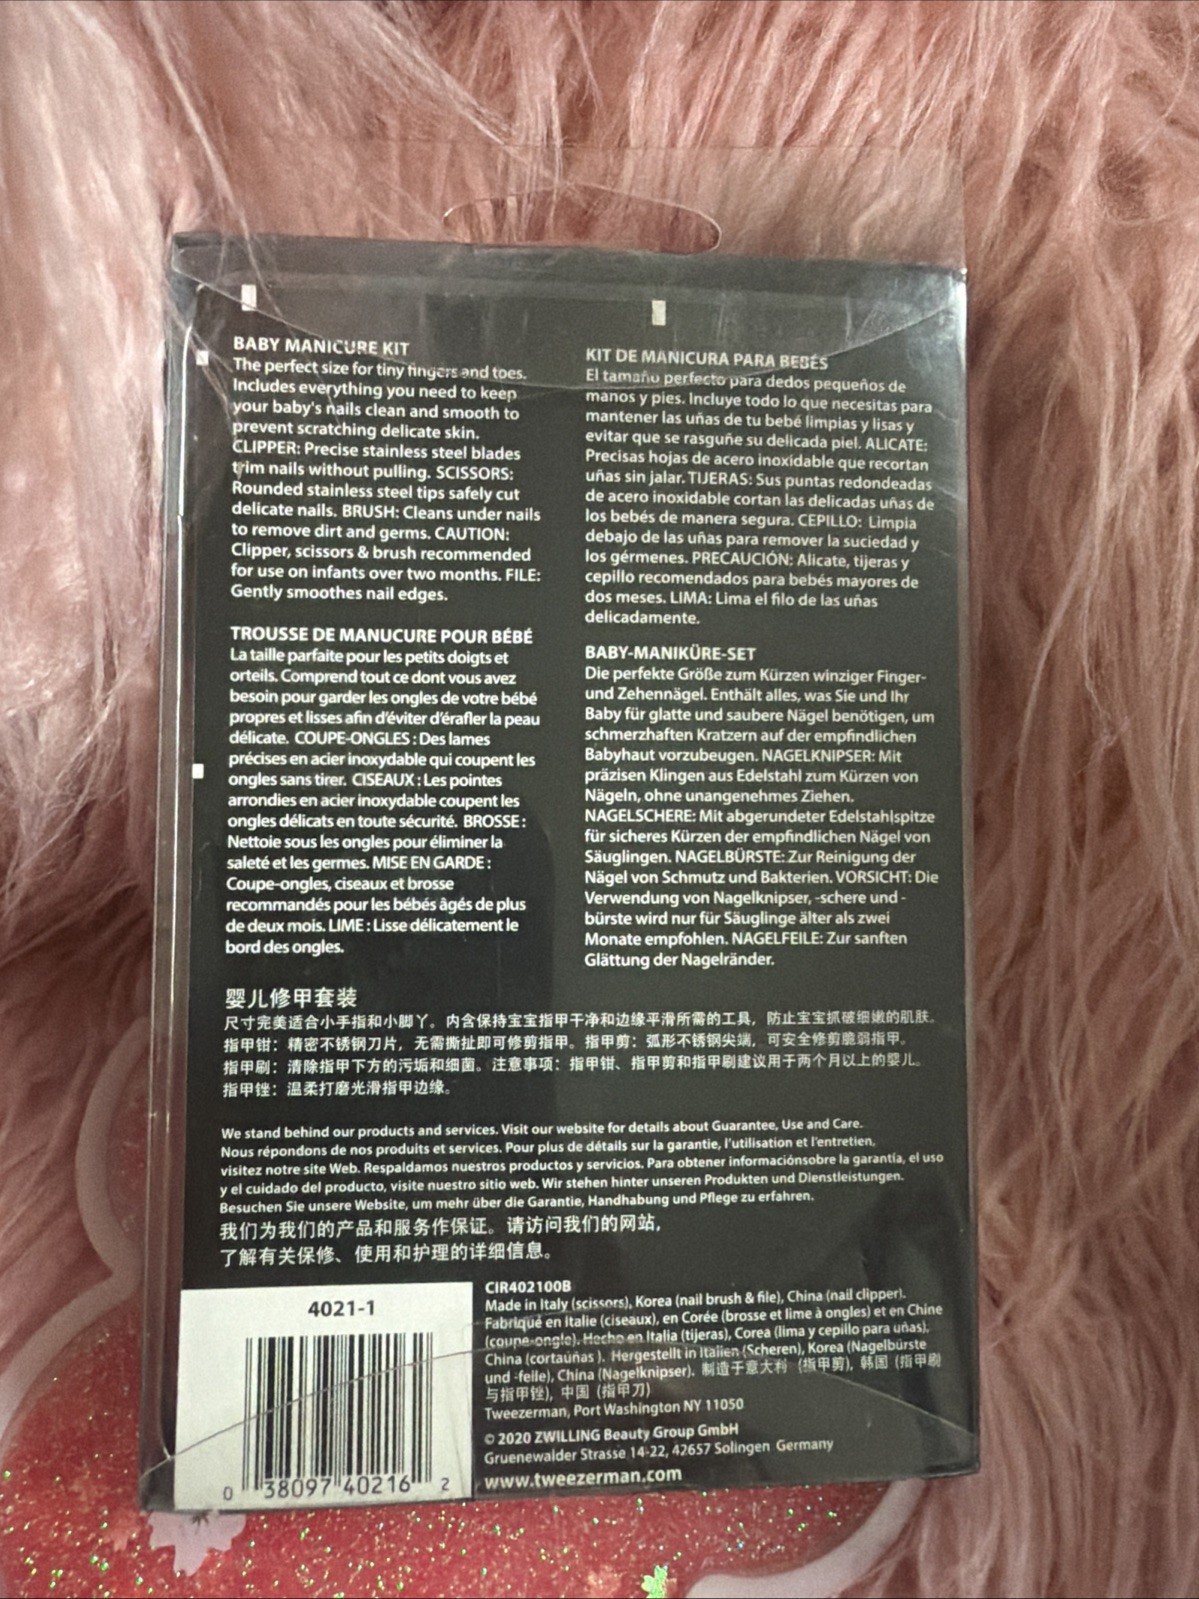 BABY MANICURE KIT
The perfect size for tiny fingers and toes.
Includes everything you need to keep
your baby's nails clean and smooth to
prevent scratching delicate skin.
CLIPPER: Precise stainless steel blades
trim nails without pulling. SCISSORS:
Rounded stainless steel tips safely cut
delicate nails. BRUSH: Cleans under nails
to remove dirt and germs. CAUTION:
Clipper, scissors & brush recommended
for use on infants over two months. FILE:
Gently smoothes nail edges.
TROUSSE DE MANUCURE POUR BÉBÉ
La taille parfaite pour les petits doigts et
orteils. Comprend tout ce dont vous avez
besoin pour garder les ongles de votre bébé
propres et lisses afin d'éviter d'érafler la peau
délicate. COUPE-ONGLES : Des lames
précises en acier inoxydable qui coupent les
ongles sans tirer. CISEAUX : Les pointes
arrondies en acier inoxydable coupent les
ongles délicats en toute sécurité. BROSSE :
Nettoie sous les ongles pour éliminer la
saleté et les germes. MISE EN GARDE :
Coupe-ongles, ciseaux et brosse
recommandés pour les bébés âgés de plus
de deux mois. LIME : Lisse délicatement le
bord des ongles.
KIT DE MANICURA PARA BEBÉS
El tamaño perfecto para dedos pequeños de
manos y pies. Incluye todo lo que necesitas para
mantener las uñas de tu bebé limpias y lisas y
evitar que se rasguñe su delicada piel. ALICATE:
Precisas hojas de acero inoxidable que recortan
uñas sin jalar. TIJERAS: Sus puntas redondeadas
de acero inoxidable cortan las delicadas uñas de
los bebés de manera segura. CEPILLO: Limpia
debajo de las uñas para remover la suciedad y
los gérmenes. PRECAUCIÓN: Alicate, tijeras y
cepillo recomendados para bebés mayores de
dos meses. LIMA: Lima el filo de las uñas
delicadamente.
BABY-MANIKÜRE-SET
Die perfekte Größe zum Kürzen winziger Finger-
und Zehennägel. Enthält alles, was Sie und Ihr
Baby für glatte und saubere Nägel benötigen, um
schmerzhaften Kratzern auf der empfindlichen
Babyhaut vorzubeugen. NAGELKNIPSER: Mit
präzisen Klingen aus Edelstahl zum Kürzen von
Nägeln, ohne unangenehmes Ziehen.
NAGELSCHERE: Mit abgerundeter Edelstahlspitze
für sicheres Kürzen der empfindlichen Nägel von
Säuglingen. NAGELBÜRSTE: Zur Reinigung der
Nägel von Schmutz und Bakterien. VORSICHT: Die
Verwendung von Nagelknipser, -schere und -
bürste wird nur für Säuglinge älter als zwei
Monate empfohlen. NAGELFEILE: Zur sanften
Glättung der Nagelränder.
婴儿修甲套装
尺寸完美适合小手指和小脚丫。内含保持宝宝指甲干净和边缘平滑所需的工具，防止宝宝抓破细嫩的肌肤。
指甲钳：精密不锈钢刀片，无需撕扯即可修剪指甲。指甲剪：弧形不锈钢尖端，可安全修剪脆弱指甲。
指甲刷：清除指甲下方的污垢和细菌。注意事项：指甲钳、指甲剪和指甲刷建议用于两个月以上的婴儿。
指甲锉：温柔打磨光滑指甲边缘。
We stand behind our products and services. Visit our website for details about Guarantee, Use and Care.
Nous répondons de nos produits et services. Pour plus de détails sur la garantie, l'utilisation et l'entretien,
visitez notre site Web. Respaldamos nuestros productos y servicios. Para obtener informaciónsobre la garantía, el uso
y el cuidado del producto, visite nuestro sitio web. Wir stehen hinter unseren Produkten und Dienstleistungen.
Besuchen Sie unsere Website, um mehr über die Garantie, Handhabung und Pflege zu erfahren.
我们为我们的产品和服务作保证。请访问我们的网站，
了解有关保修、使用和护理的详细信息。
4021-1
0 38097 40216 2
CIR402100B
Made in Italy (scissors), Korea (nail brush & file), China (nail clipper).
Fabriqué en Italie (ciseaux), en Corée (brosse et lime à ongles) et en Chine
(coupe-ongle). Hecho en Italia (tijeras), Corea (lima y cepillo para uñas),
China (cortaúñas ). Hergestellt in Italien (Scheren), Korea (Nagelbürste
und -feile), China (Nagelknipser). 制造于意大利（指甲剪), 韩国 (指甲刷
与指甲锉), 中国 (指甲刀)
Tweezerman, Port Washington NY 11050
© 2020 ZWILLING Beauty Group GmbH
Gruenewalder Strasse 14-22, 42657 Solingen Germany
www.tweezerman.com